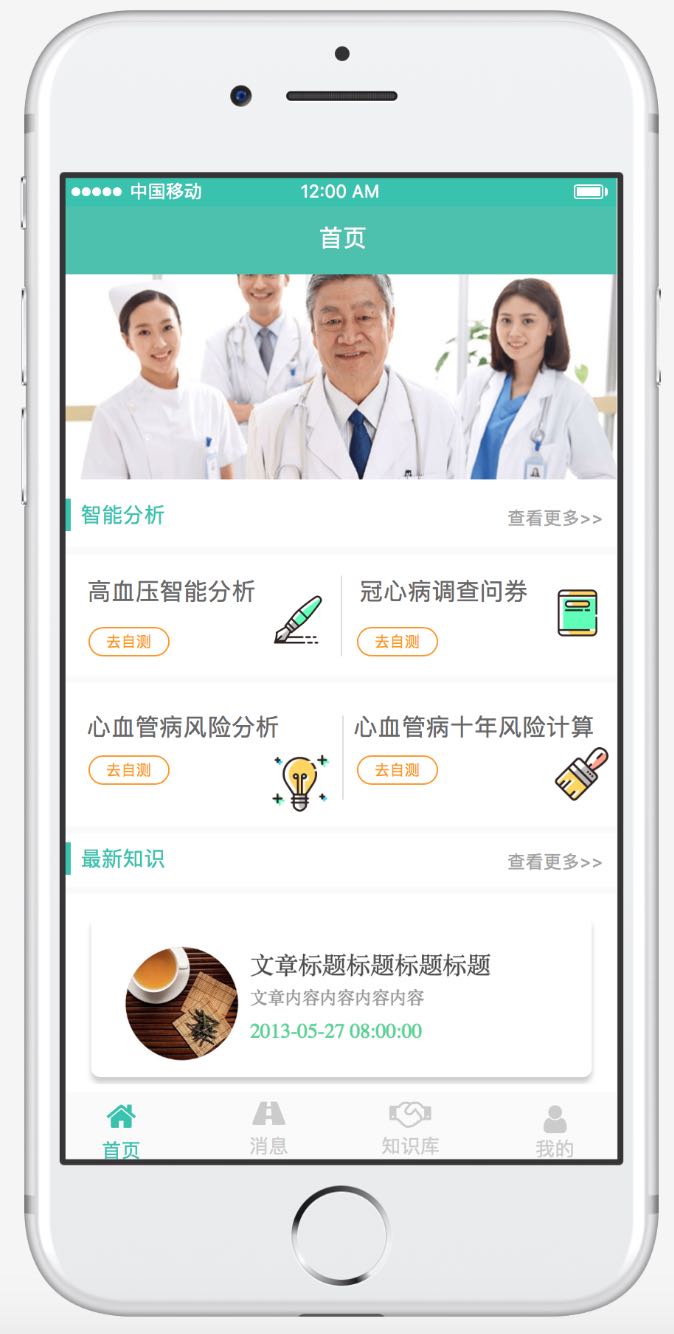 中国移动 12:00 AM
首页
智能分析 查看更多>>
高血压智能分析 冠心病调查问券
去自测 去自测
心血管病风险分析 心血管病十年风险计算
去自测 去自测
最新知识 查看更多>>
文章标题标题标题标题
文章内容内容内容内容
2013-05-27 08:00:00
首页 消息 知识库 我的